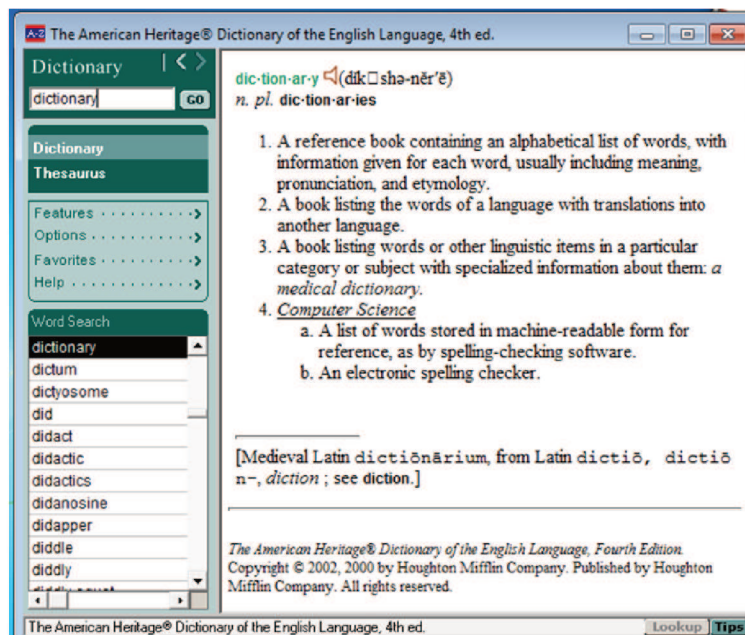 The American Heritage® Dictionary of the English Language, 4th ed.
Dictionary
dictionary
GO
Dictionary
Thesaurus
Features
Options
Favorites
Help
Word Search
dictionary
dictum
dictyosome
did
didact
didactic
didactics
didanosine
didapper
diddle
diddly
dic·tion·ar·y (dĭk□shə-nĕr′ē)
n. pl. dic·tion·ar·ies
1. A reference book containing an alphabetical list of words, with
information given for each word, usually including meaning,
pronunciation, and etymology.
2. A book listing the words of a language with translations into
another language.
3. A book listing words or other linguistic items in a particular
category or subject with specialized information about them: a
medical dictionary.
4. Computer Science
a. A list of words stored in machine-readable form for
reference, as by spelling-checking software.
b. An electronic spelling checker.
[Medieval Latin dictiōnārium, from Latin dictiō, dictiō
n-, diction ; see diction.]
The American Heritage® Dictionary of the English Language, Fourth Edition
Copyright © 2002, 2000 by Houghton Mifflin Company. Published by Houghton
Mifflin Company. All rights reserved.
The American Heritage® Dictionary of the English Language, 4th ed.
Lookup
Tips